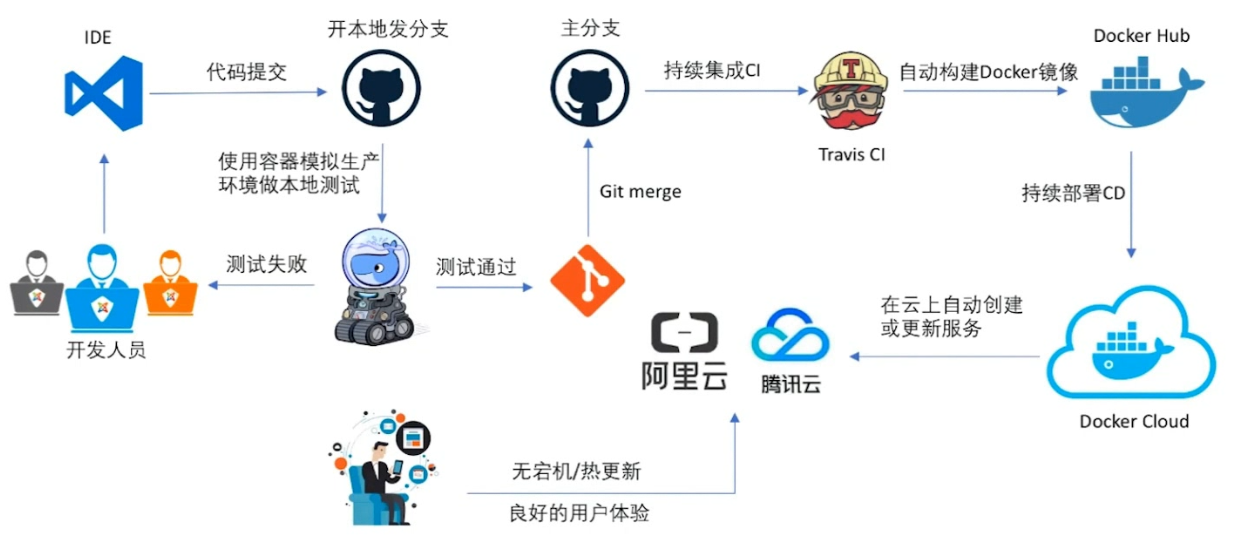 IDE
开本地发分支
主分支
Docker Hub
代码提交
持续集成CI
自动构建Docker镜像
T
Travis CI
使用容器模拟生产
环境做本地测试
Git merge
持续部署CD
测试失败
测试通过
开发人员
在云上自动创建
或更新服务
阿里云
腾讯云
Docker Cloud
无宕机/热更新
良好的用户体验